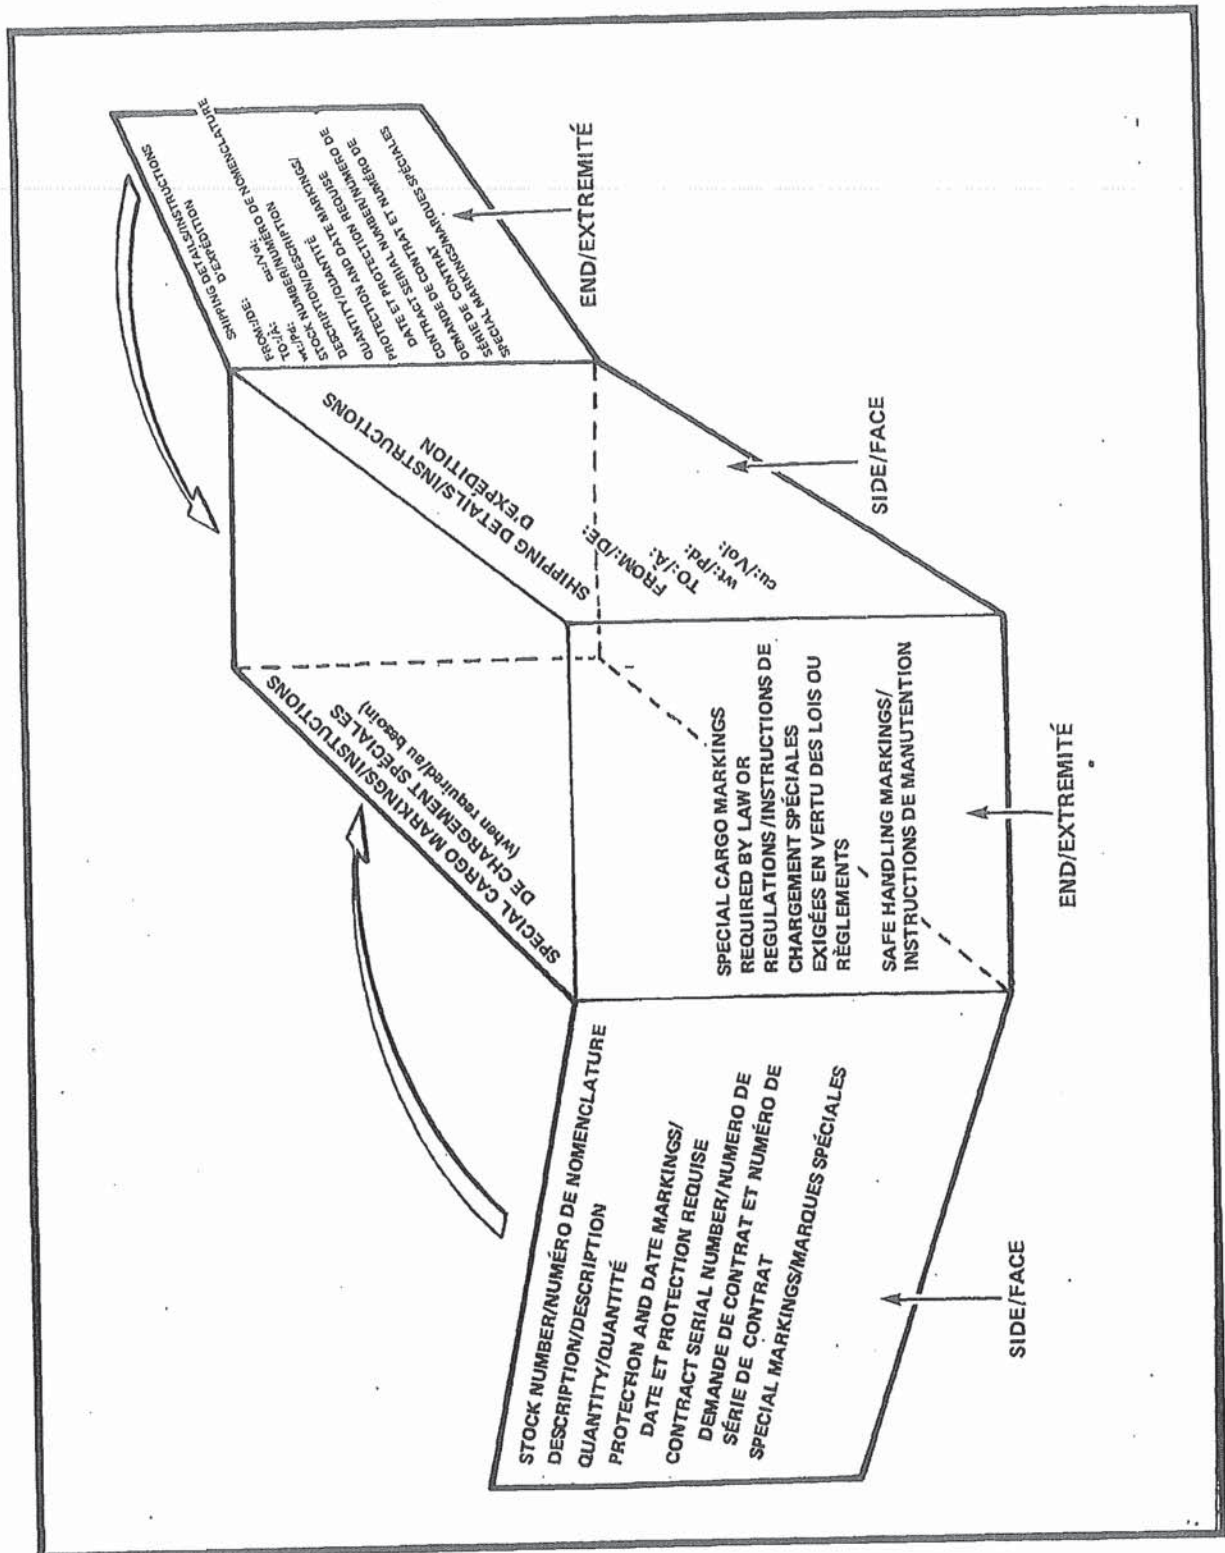 STOCK NUMBER/NUMÉRO DE NOMENCLATURE
DESCRIPTION/DESCRIPTION
QUANTITY/QUANTITÉ
PROTECTION AND DATE MARKINGS/
DATE ET PROTECTION REQUISE
CONTRACT SERIAL NUMBER/NUMERO DE
DEMANDE DE CONTRAT ET NUMÉRO DE
SÉRIE DE CONTRAT
SPECIAL MARKINGS/MARQUES SPÉCIALES
SIDE/FACE
SPECIAL CARGO MARKINGS/INSTUCTIONS
DE CHARGEMENT SPÉCIALES
(when required/au besoin)
SPECIAL CARGO MARKINGS
REQUIRED BY LAW OR
REGULATIONS/INSTRUCTIONS DE
CHARGEMENT SPÉCIALES
EXIGÉES EN VERTU DES LOIS OU
RÈGLEMENTS
SAFE HANDLING MARKINGS/
INSTRUCTIONS DE MANUTENTION
END/EXTREMITÉ
SHIPPING DETAILS/INSTRUCTIONS
D'EXPÉDITION
FROM:/DE:
TO:/À:
wt:/Pd:
cu:/Vol:
SIDE/FACE
SHIPPING DETAILS/INSTRUCTIONS
D'EXPÉDITION
FROM:/DE:
TO:/À:
wt:/Pd: cu:/Vol:
STOCK NUMBER/NUMÉRO DE NOMENCLATURE
DESCRIPTION/DESCRIPTION
QUANTITY/QUANTITÉ
PROTECTION AND DATE MARKINGS/
DATE ET PROTECTION REQUISE
CONTRACT SERIAL NUMBER/NUMERO DE
DEMANDE DE CONTRAT ET NUMÉRO DE
SÉRIE DE CONTRAT
SPECIAL MARKINGS/MARQUES SPÉCIALES
END/EXTREMITÉ